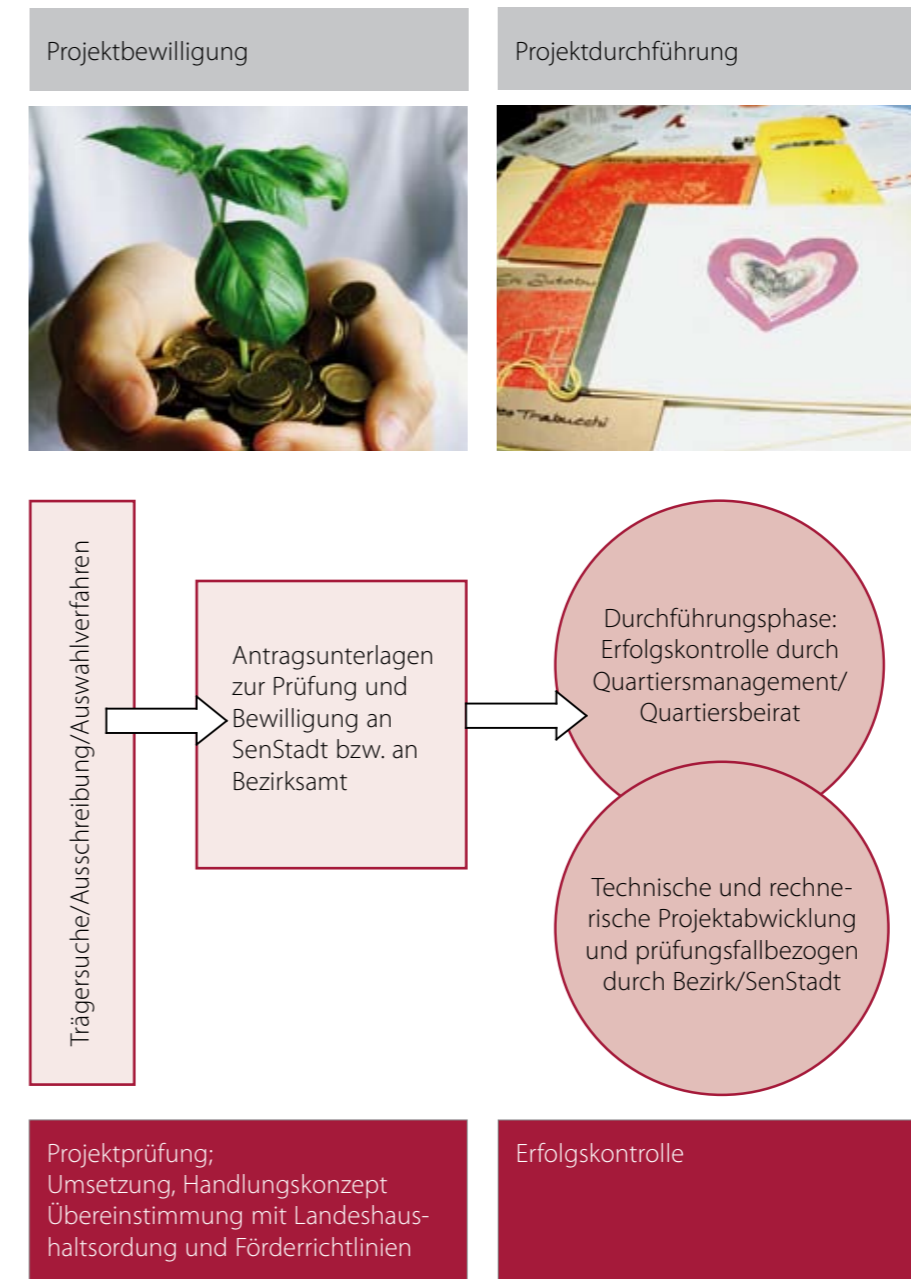 Projektbewilligung
Projektdurchführung
Trabucchi
Trägersuche/Ausschreibung/Auswahlverfahren
Antragsunterlagen
zur Prüfung und
Bewilligung an
SenStadt bzw. an
Bezirksamt
Durchführungsphase:
Erfolgskontrolle durch
Quartiersmanagement/
Quartiersbeirat
Technische und rechne-
rische Projektabwicklung
und prüfungsfallbezogen
durch Bezirk/SenStadt
Projektprüfung;
Umsetzung, Handlungskonzept
Übereinstimmung mit Landeshaus-
haltsordung und Förderrichtlinien
Erfolgskontrolle